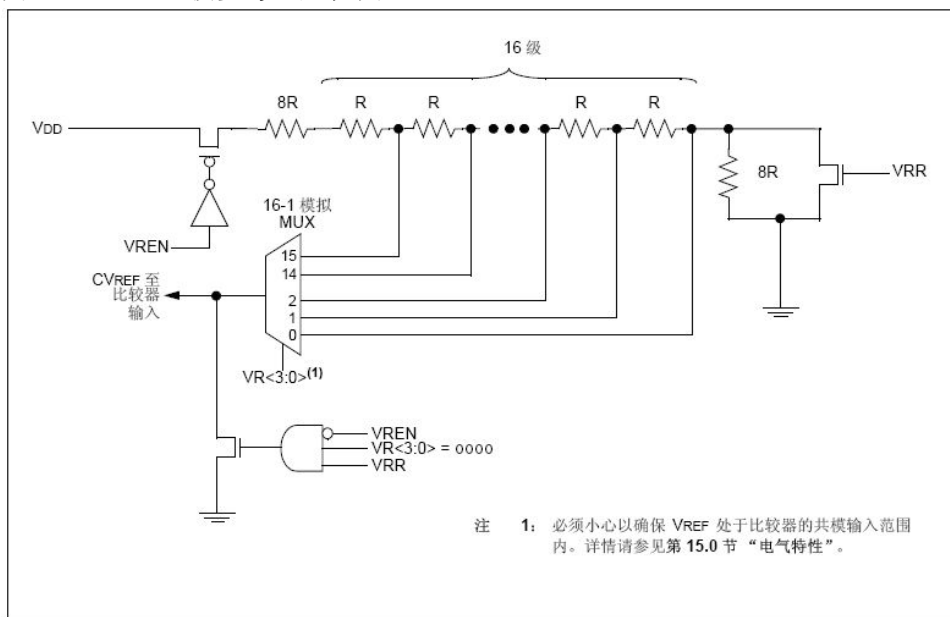 16 级
8R
R
R
R
R
VDD
8R
VRR
16-1 模拟
MUX
VREN
15
14
2
1
0
CVREF 至
比较器
输入
VR<3:0>(1)
VREN
VR<3:0> = 0000
VRR
注 1: 必须小心以确保 VREF 处于比较器的共模输入范围
内。详情请参见第 15.0 节 “电气特性”。